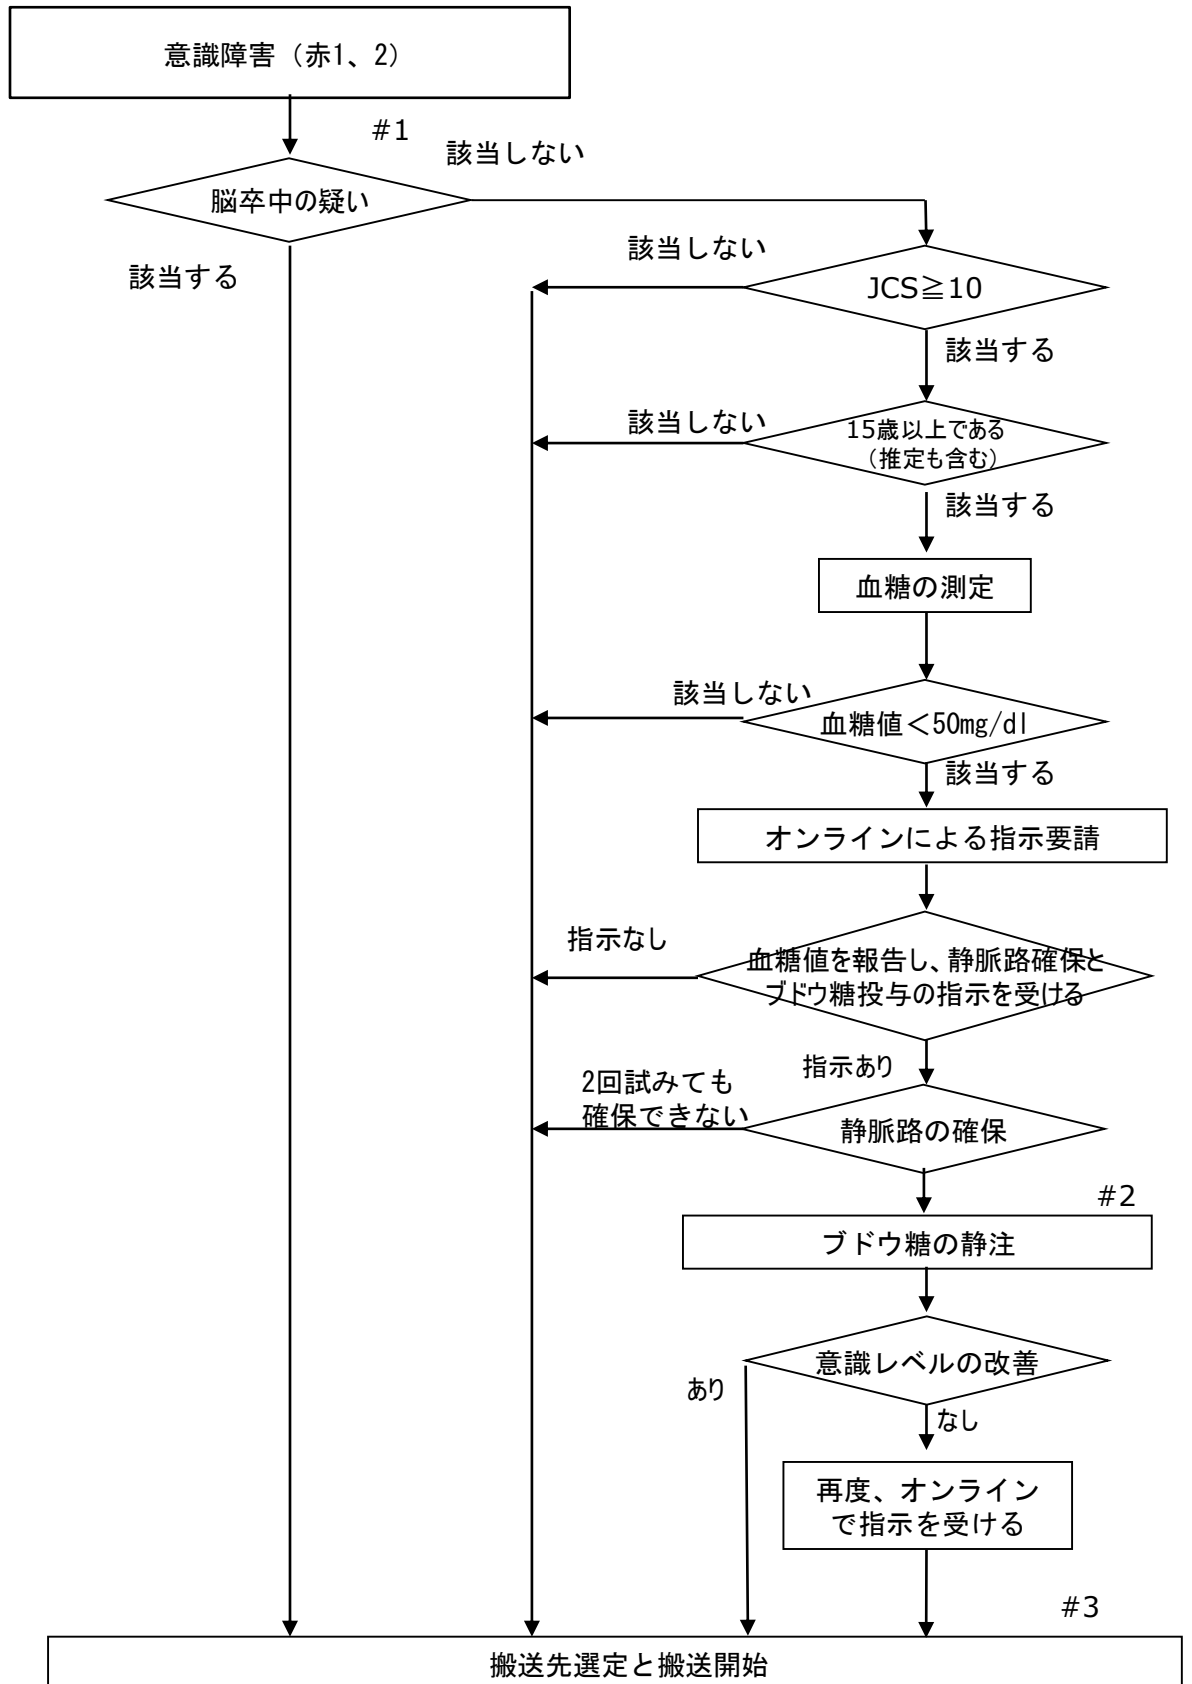 意識障害（赤1、2）
#1
該当しない
脳卒中の疑い
該当する
該当しない
JCS≧10
該当する
該当しない
15歳以上である
（推定も含む）
該当する
血糖の測定
該当しない
血糖値＜50mg/dl
該当する
オンラインによる指示要請
指示なし
血糖値を報告し、静脈路確保と
ブドウ糖投与の指示を受ける
指示あり
2回試みても
確保できない
静脈路の確保
#2
ブドウ糖の静注
意識レベルの改善
あり
なし
再度、オンライン
で指示を受ける
#3
搬送先選定と搬送開始